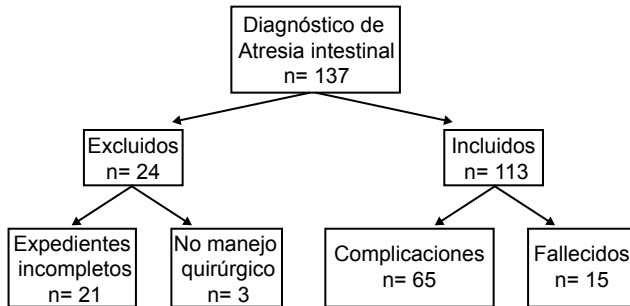 Diagnóstico de
Atresia intestinal
n= 137
Excluidos
n= 24
Incluidos
n= 113
Expedientes
incompletos
n= 21
No manejo
quirúrgico
n= 3
Complicaciones
n= 65
Fallecidos
n= 15